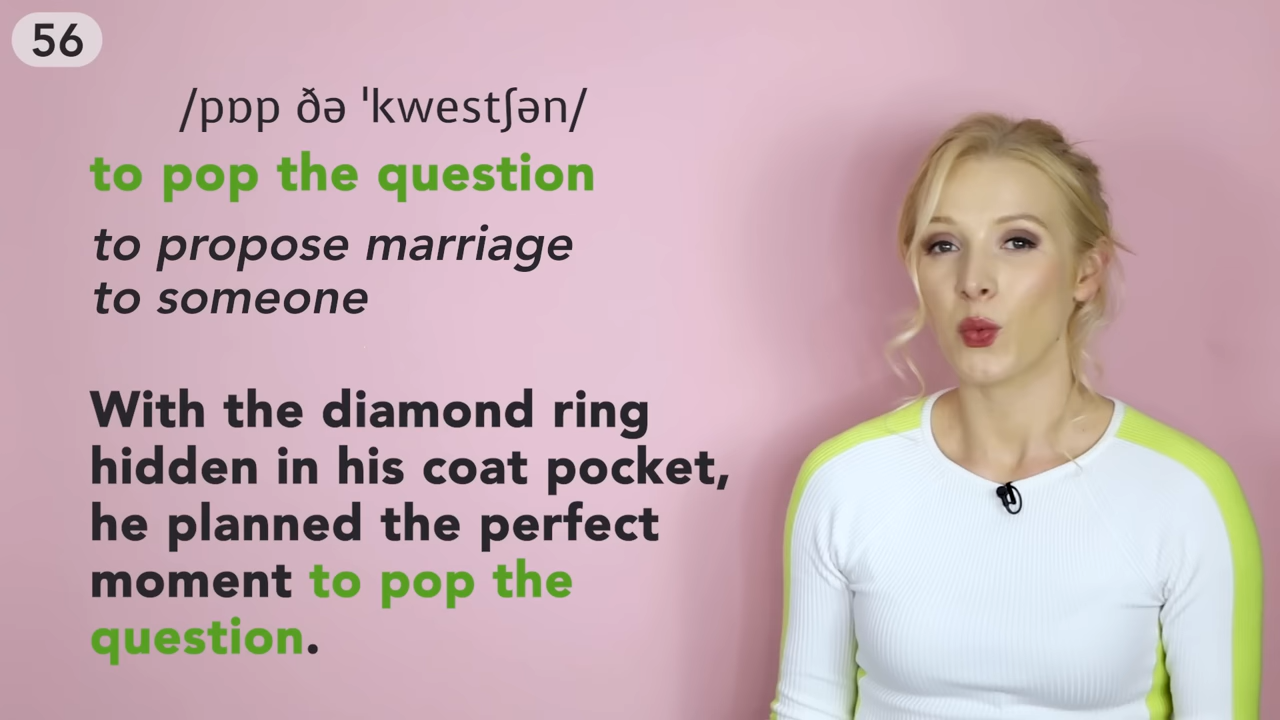 56
/pɒp ðə ˈkwestʃən/
to pop the question
to propose marriage
to someone
With the diamond ring
hidden in his coat pocket,
he planned the perfect
moment to pop the
question.